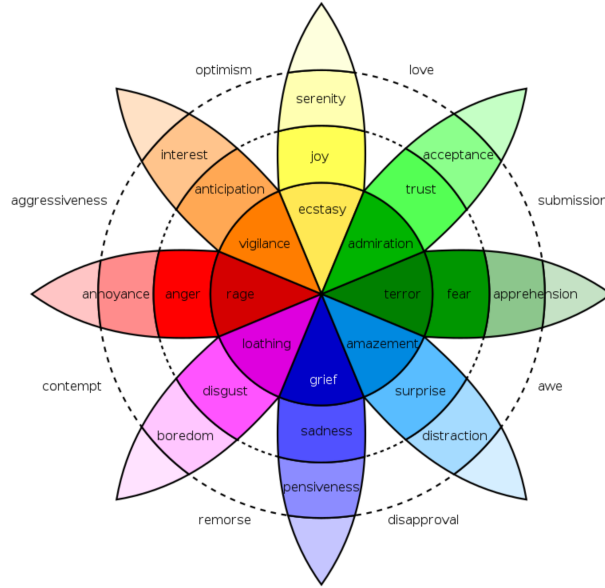 optimism
love
serenity
interest
acceptance
joy
anticipation
trust
aggressiveness
submission
ecstasy
vigilance
admiration
annoyance
anger
rage
terror
fear
apprehension
loathing
amazement
contempt
grief
awe
disgust
surprise
boredom
sadness
distraction
pensiveness
remorse
disapproval